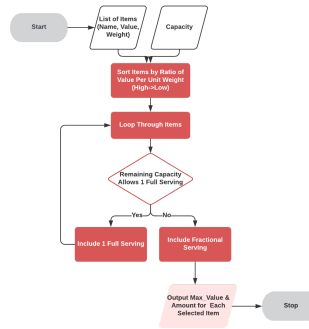 Start
List of Items
(Name, Value,
Weight)
Capacity
Sort Items by Ratio of
Value Per Unit Weight
(High->Low)
Loop Through Items
Remaining Capacity
Allows 1 Full Serving
Yes
No
Include 1 Full Serving
Include Fractional
Serving
Output Max_Value &
Amount for Each
Selected Item
Stop